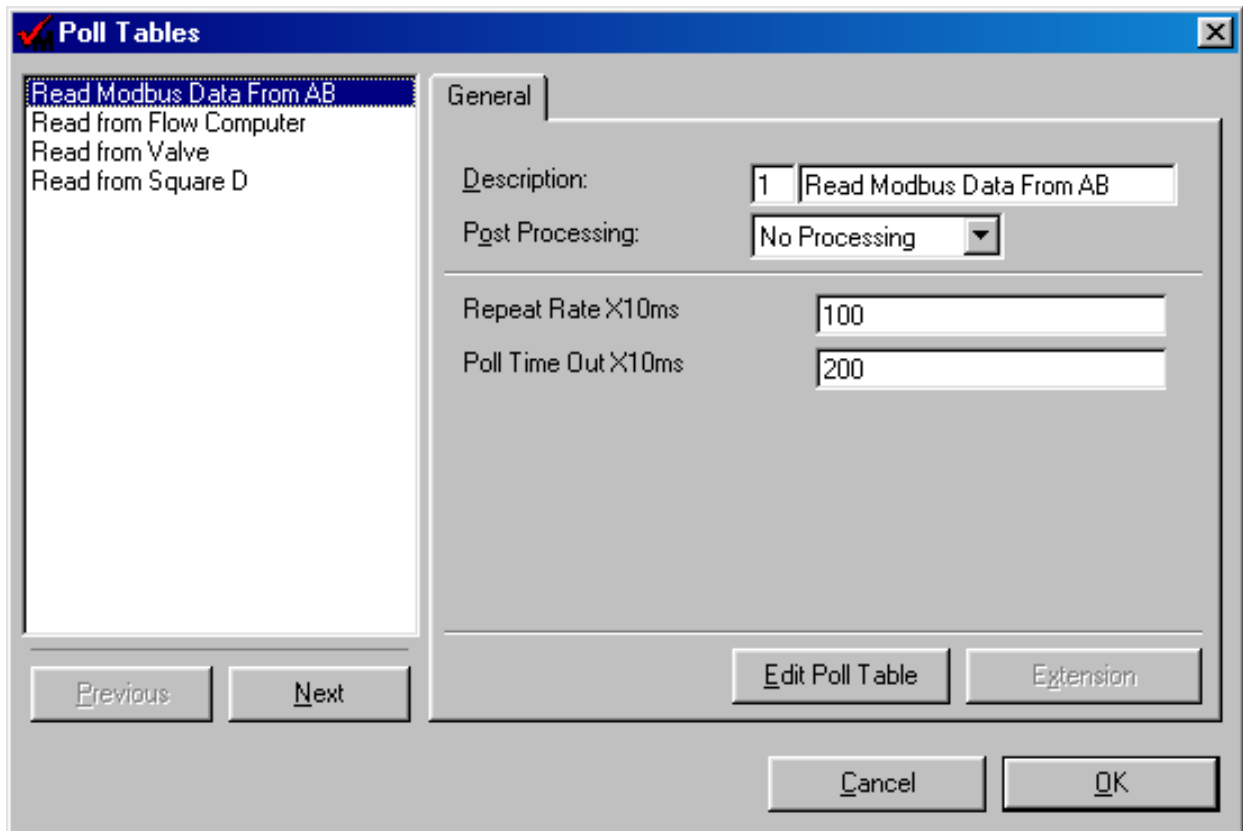 Poll Tables
Read Modbus Data From AB
Read from Flow Computer
Read from Valve
Read from Square D
Previous
Next
General
Description:
1
Read Modbus Data From AB
Post Processing:
No Processing
Repeat Rate X10ms
100
Poll Time Out X10ms
200
Edit Poll Table
Extension
Cancel
OK